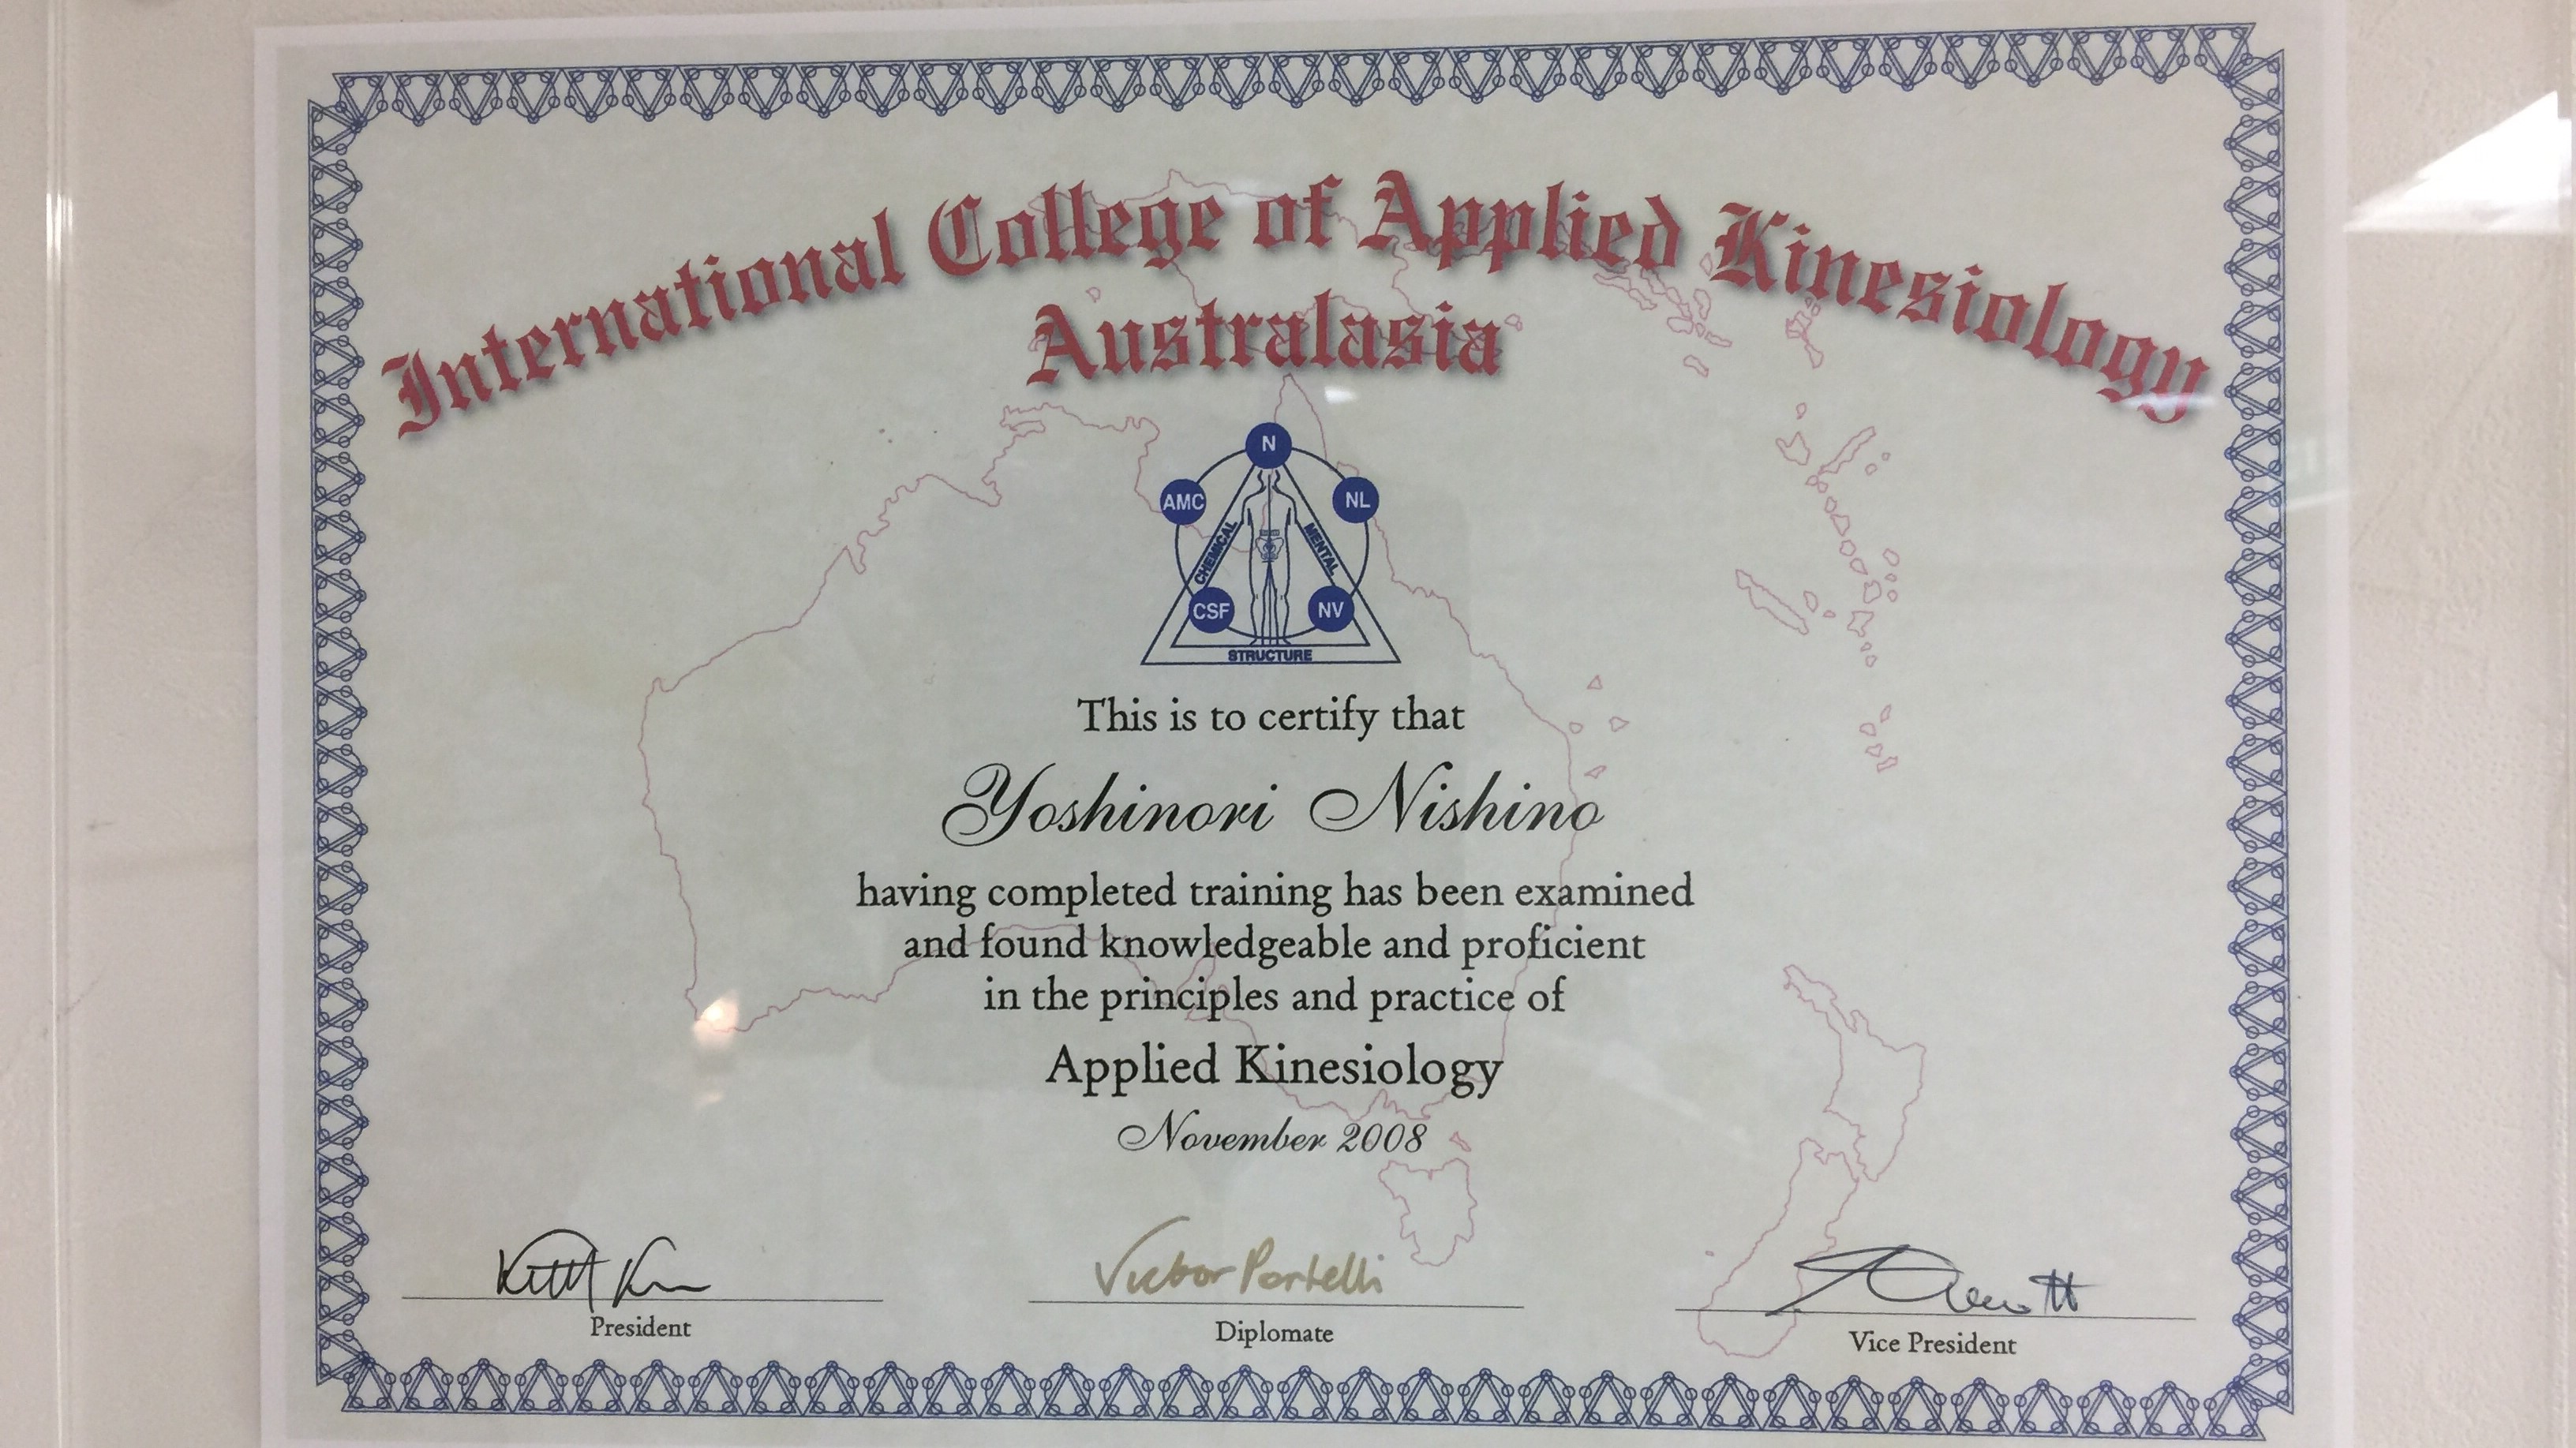 International College of Applied Kinesiology
Australasia
N
AMC
NL
CHEMICAL
MENTAL
CSF
NV
STRUCTURE
This is to certify that
Yoshinori Nishino
having completed training has been examined
and found knowledgeable and proficient
in the principles and practice of
Applied Kinesiology
November 2008
Victor Portelli
President
Diplomate
Vice President